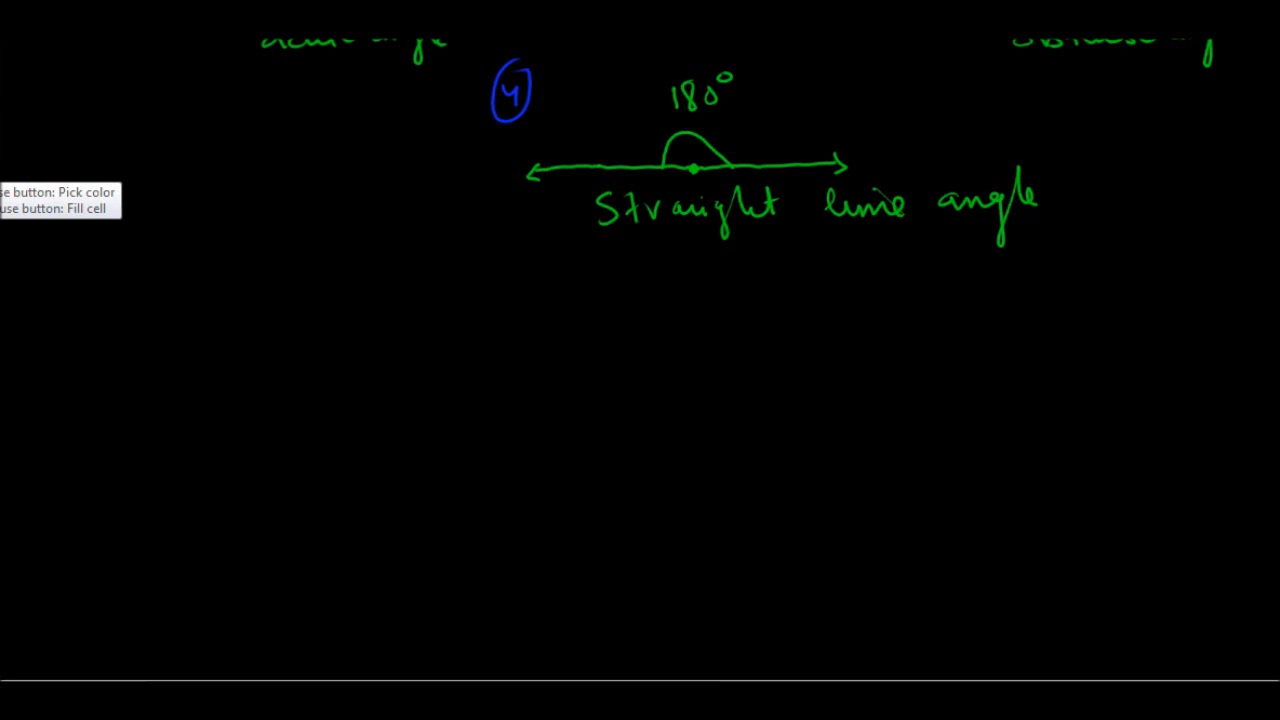 4
180°
Straight line angle
se button: Pick color
use button: Fill cell